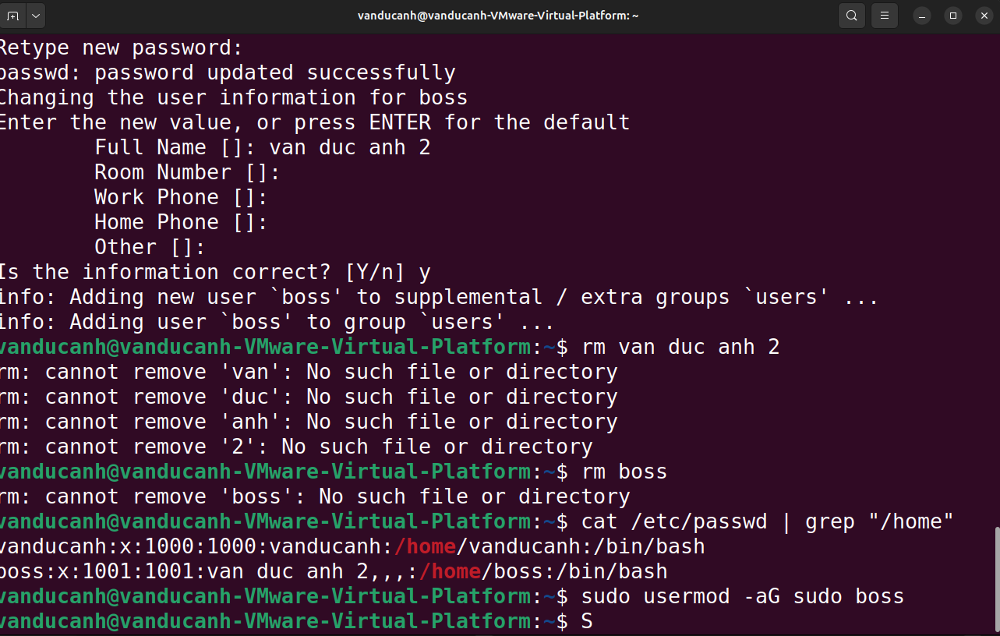 vanducanh@vanducanh-VMware-Virtual-Platform: ~
Retype new password:
passwd: password updated successfully
Changing the user information for boss
Enter the new value, or press ENTER for the default
Full Name []: van duc anh 2
Room Number []:
Work Phone []:
Home Phone []:
Other []:
Is the information correct? [Y/n] y
info: Adding new user `boss' to supplemental / extra groups `users' ...
info: Adding user `boss' to group `users' ...
vanducanh@vanducanh-VMware-Virtual-Platform:~$ rm van duc anh 2
rm: cannot remove 'van': No such file or directory
rm: cannot remove 'duc': No such file or directory
rm: cannot remove 'anh': No such file or directory
rm: cannot remove '2': No such file or directory
vanducanh@vanducanh-VMware-Virtual-Platform:~$ rm boss
rm: cannot remove 'boss': No such file or directory
vanducanh@vanducanh-VMware-Virtual-Platform:~$ cat /etc/passwd | grep "/home"
vanducanh:x:1000:1000:vanducanh:/home/vanducanh:/bin/bash
boss:x:1001:1001:van duc anh 2,,,:/home/boss:/bin/bash
vanducanh@vanducanh-VMware-Virtual-Platform:~$ sudo usermod -aG sudo boss
vanducanh@vanducanh-VMware-Virtual-Platform:~$ S